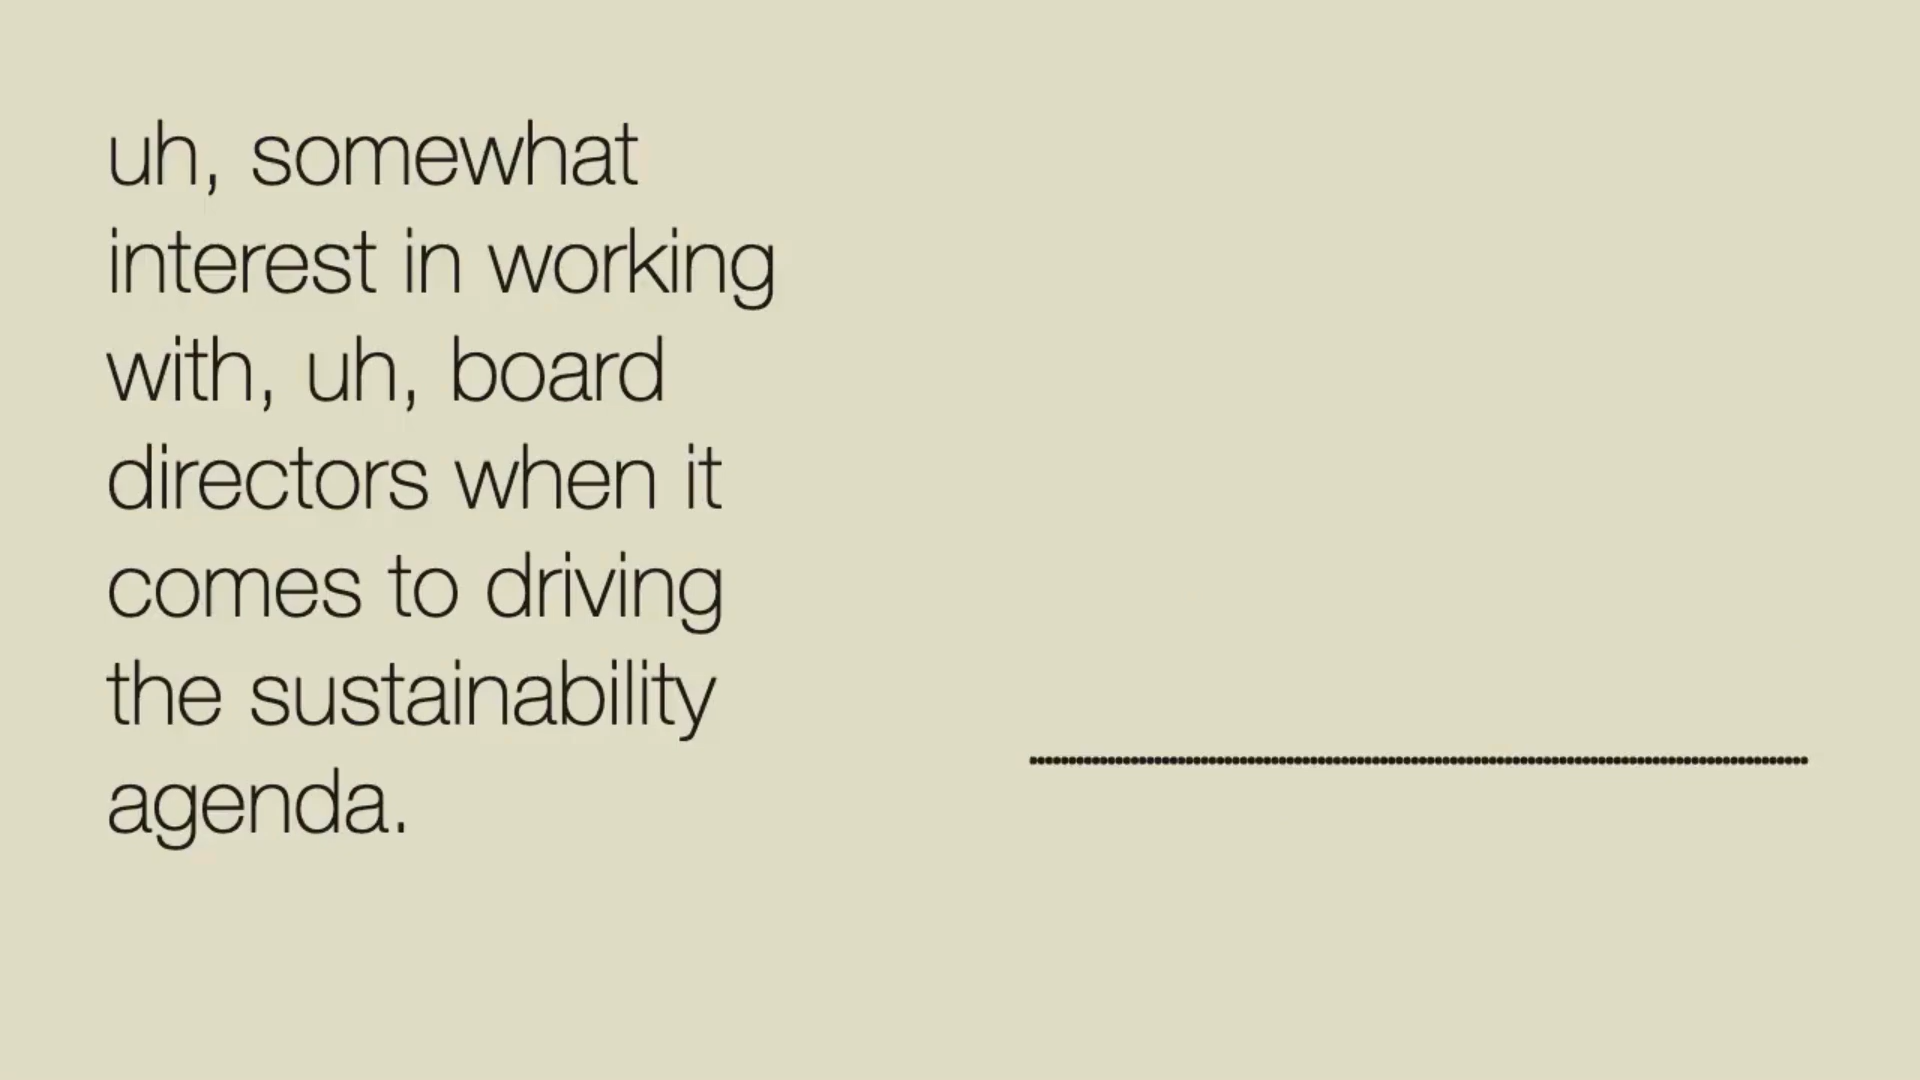 uh, somewhat
interest in working
with, uh, board
directors when it
comes to driving
the sustainability
agenda.